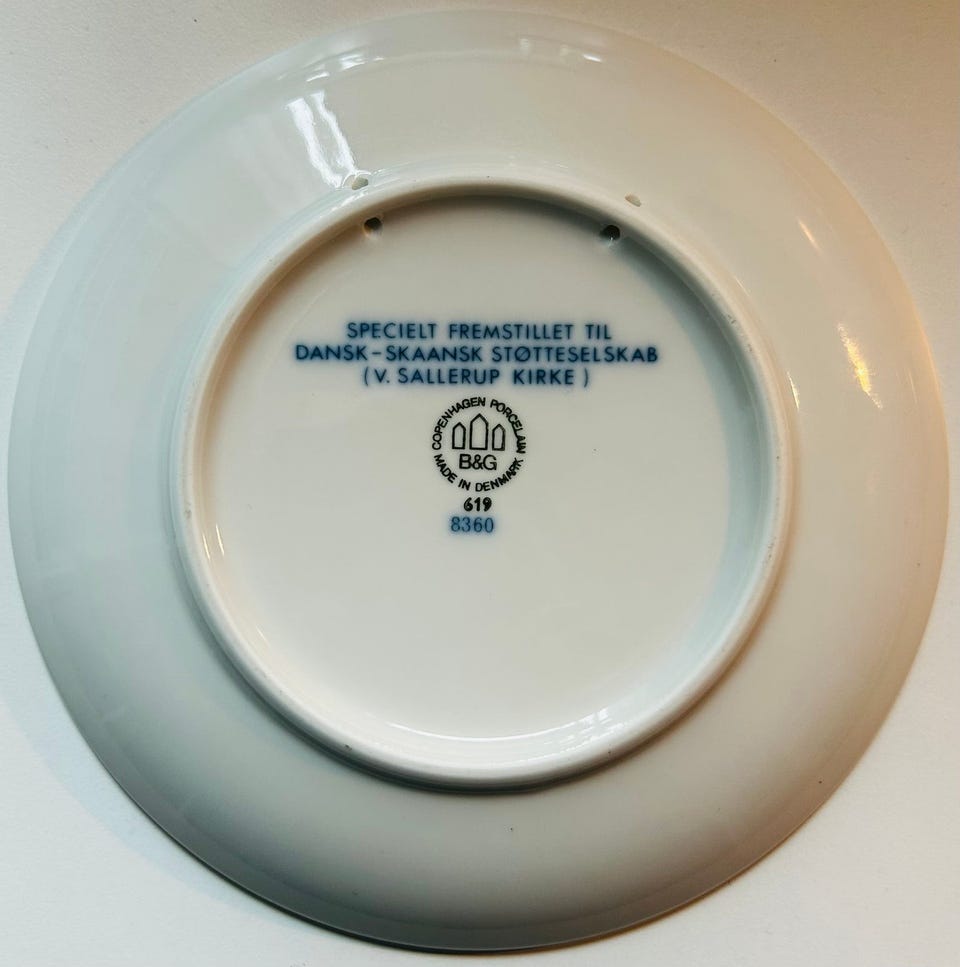 SPECIELT FREMSTILLET TIL
DANSK-SKAANSK STØTTESELSKAB
(V. SALLERUP KIRKE)
COPENHAGEN PORCELAIN
B&G
MADE IN DENMARK
619
8360